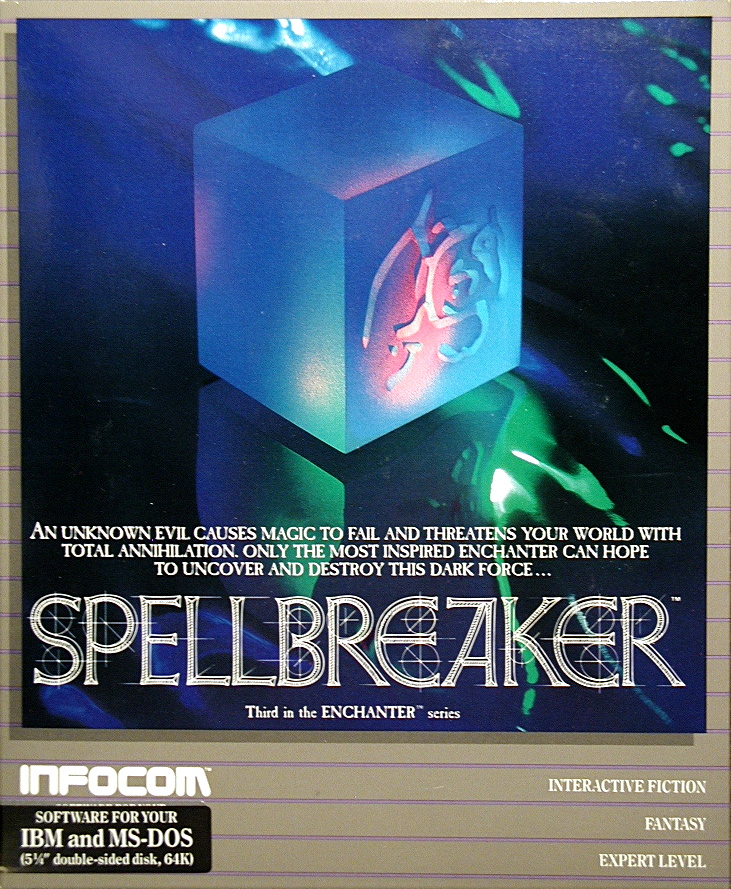 AN UNKNOWN EVIL CAUSES MAGIC TO FAIL AND THREATENS YOUR WORLD WITH
TOTAL ANNIHILATION. ONLY THE MOST INSPIRED ENCHANTER CAN HOPE
TO UNCOVER AND DESTROY THIS DARK FORCE...
SPELLBREAKER™
Third in the ENCHANTER™ series
INFOCOM™
INTERACTIVE FICTION
SOFTWARE FOR YOUR
IBM and MS-DOS
(5¼" double-sided disk, 64K)
FANTASY
EXPERT LEVEL